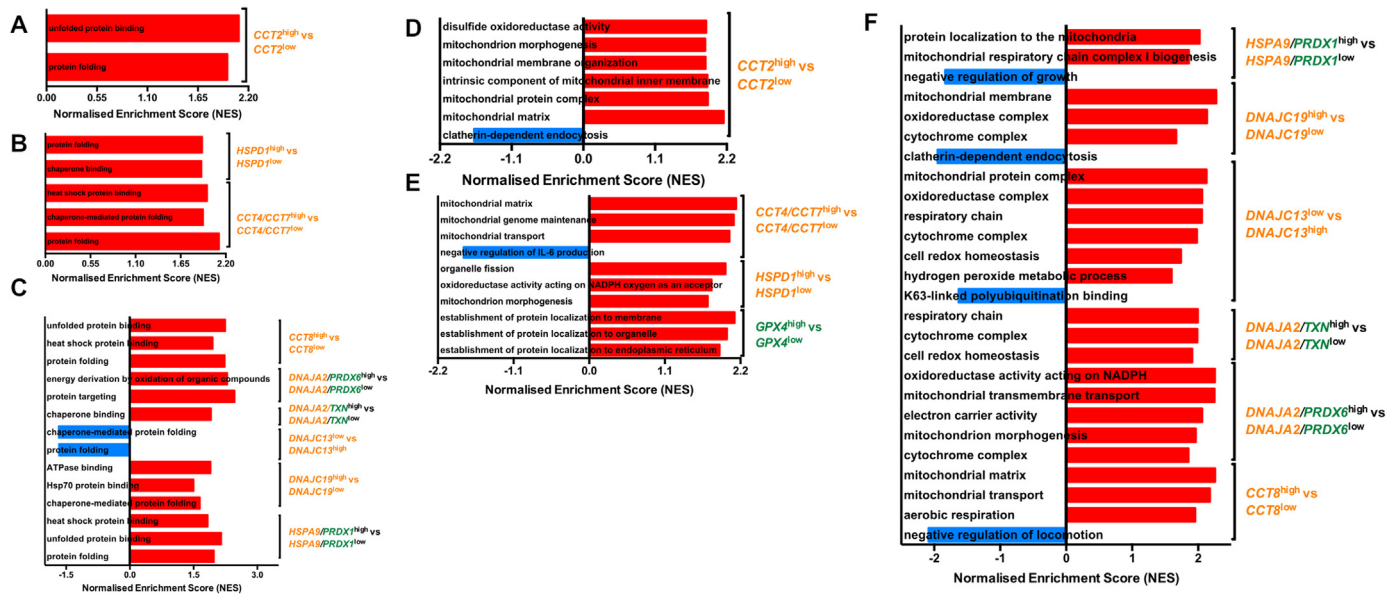 A
unfolded protein binding
protein folding
CCT2high vs
CCT2low
0.00 0.55 1.10 1.65 2.20
Normalised Enrichment Score (NES)
B
protein folding
chaperone binding
heat shock protein binding
chaperone-mediated protein folding
protein folding
HSPD1high vs
HSPD1low
CCT4/CCT7high vs
CCT4/CCT7low
0.00 0.55 1.10 1.65 2.20
Normalised Enrichment Score (NES)
C
unfolded protein binding
heat shock protein binding
protein folding
energy derivation by oxidation of organic compounds
protein targeting
chaperone binding
chaperone-mediated protein folding
protein folding
ATPase binding
Hsp70 protein binding
chaperone-mediated protein folding
heat shock protein binding
unfolded protein binding
protein folding
CCT8high vs
CCT8low
DNAJA2/PRDX6high vs
DNAJA2/PRDX6low
DNAJA2/TXNhigh vs
DNAJA2/TXNlow
DNAJC13low vs
DNAJC13high
DNAJC19high vs
DNAJC19low
HSPA9/PRDX1high vs
HSPA9/PRDX1low
-1.5 0.0 1.5 3.0
Normalised Enrichment Score (NES)
D
disulfide oxidoreductase activity
mitochondrion morphogenesis
mitochondrial membrane organization
intrinsic component of mitochondrial inner membrane
mitochondrial protein complex
mitochondrial matrix
clatherin-dependent endocytosis
CCT2high vs
CCT2low
-2.2 -1.1 0.0 1.1 2.2
Normalised Enrichment Score (NES)
E
mitochondrial matrix
mitochondrial genome maintenance
mitochondrial transport
negative regulation of IL-6 production
organelle fission
oxidoreductase activity acting on NADPH oxygen as an acceptor
mitochondrion morphogenesis
establishment of protein localization to membrane
establishment of protein localization to organelle
establishment of protein localization to endoplasmic reticulum
CCT4/CCT7high vs
CCT4/CCT7low
HSPD1high vs
HSPD1low
GPX4high vs
GPX4low
-2.2 -1.1 0.0 1.1 2.2
Normalised Enrichment Score (NES)
F
protein localization to the mitochondria
mitochondrial respiratory chain complex I biogenesis
negative regulation of growth
mitochondrial membrane
oxidoreductase complex
cytochrome complex
clatherin-dependent endocytosis
mitochondrial protein complex
oxidoreductase complex
respiratory chain
cytochrome complex
cell redox homeostasis
hydrogen peroxide metabolic process
K63-linked polyubiquitination binding
respiratory chain
cytochrome complex
cell redox homeostasis
oxidoreductase activity acting on NADPH
mitochondrial transmembrane transport
electron carrier activity
mitochondrion morphogenesis
cytochrome complex
mitochondrial matrix
mitochondrial transport
aerobic respiration
negative regulation of locomotion
HSPA9/PRDX1high vs
HSPA9/PRDX1low
DNAJC19high vs
DNAJC19low
DNAJC13low vs
DNAJC13high
DNAJA2/TXNhigh vs
DNAJA2/TXNlow
DNAJA2/PRDX6high vs
DNAJA2/PRDX6low
CCT8high vs
CCT8low
-2 -1 0 1 2
Normalised Enrichment Score (NES)